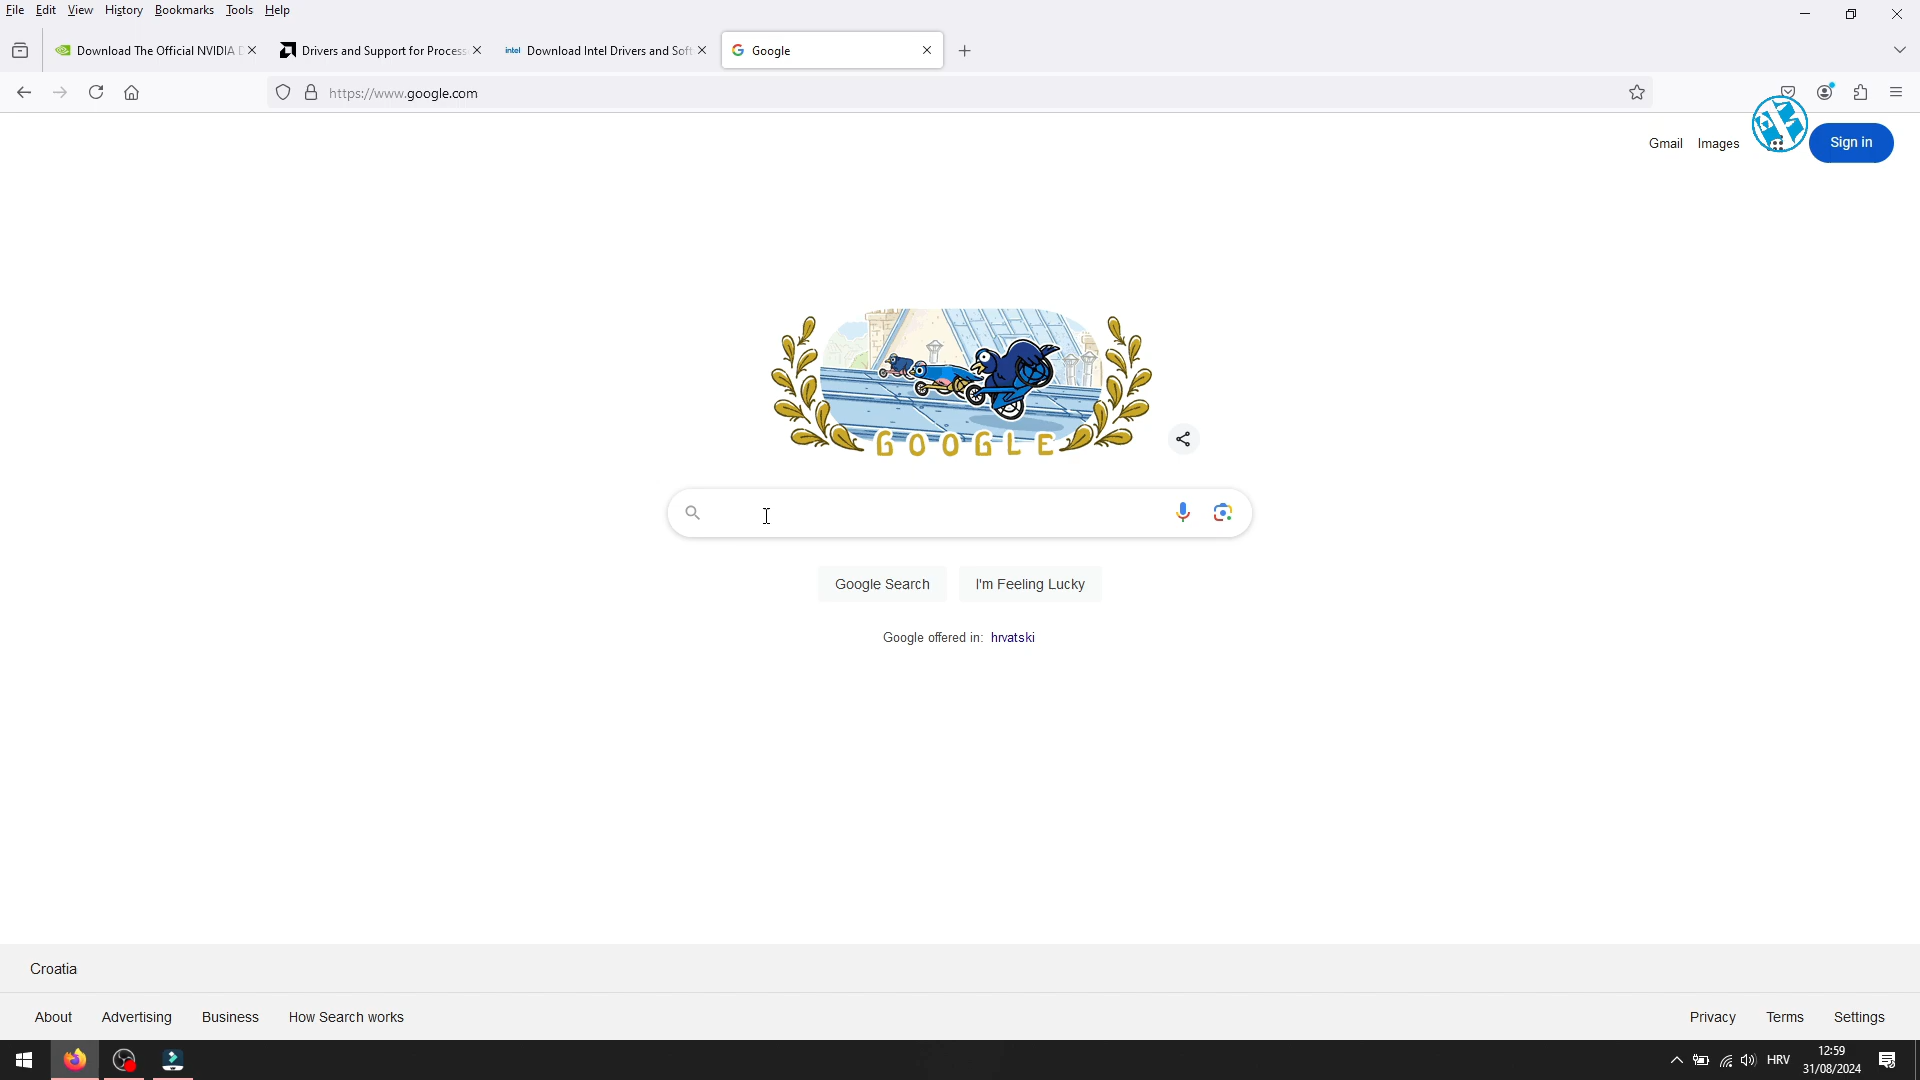 File Edit View History Bookmarks Tools Help
Download The Official NVIDIA D
Drivers and Support for Process
intel Download Intel Drivers and Soft
Google
https://www.google.com
Gmail Images Sign in
GOOGLE
Google Search I'm Feeling Lucky
Google offered in: hrvatski
Croatia
About Advertising Business How Search works Privacy Terms Settings
HRV 12:59
31/08/2024